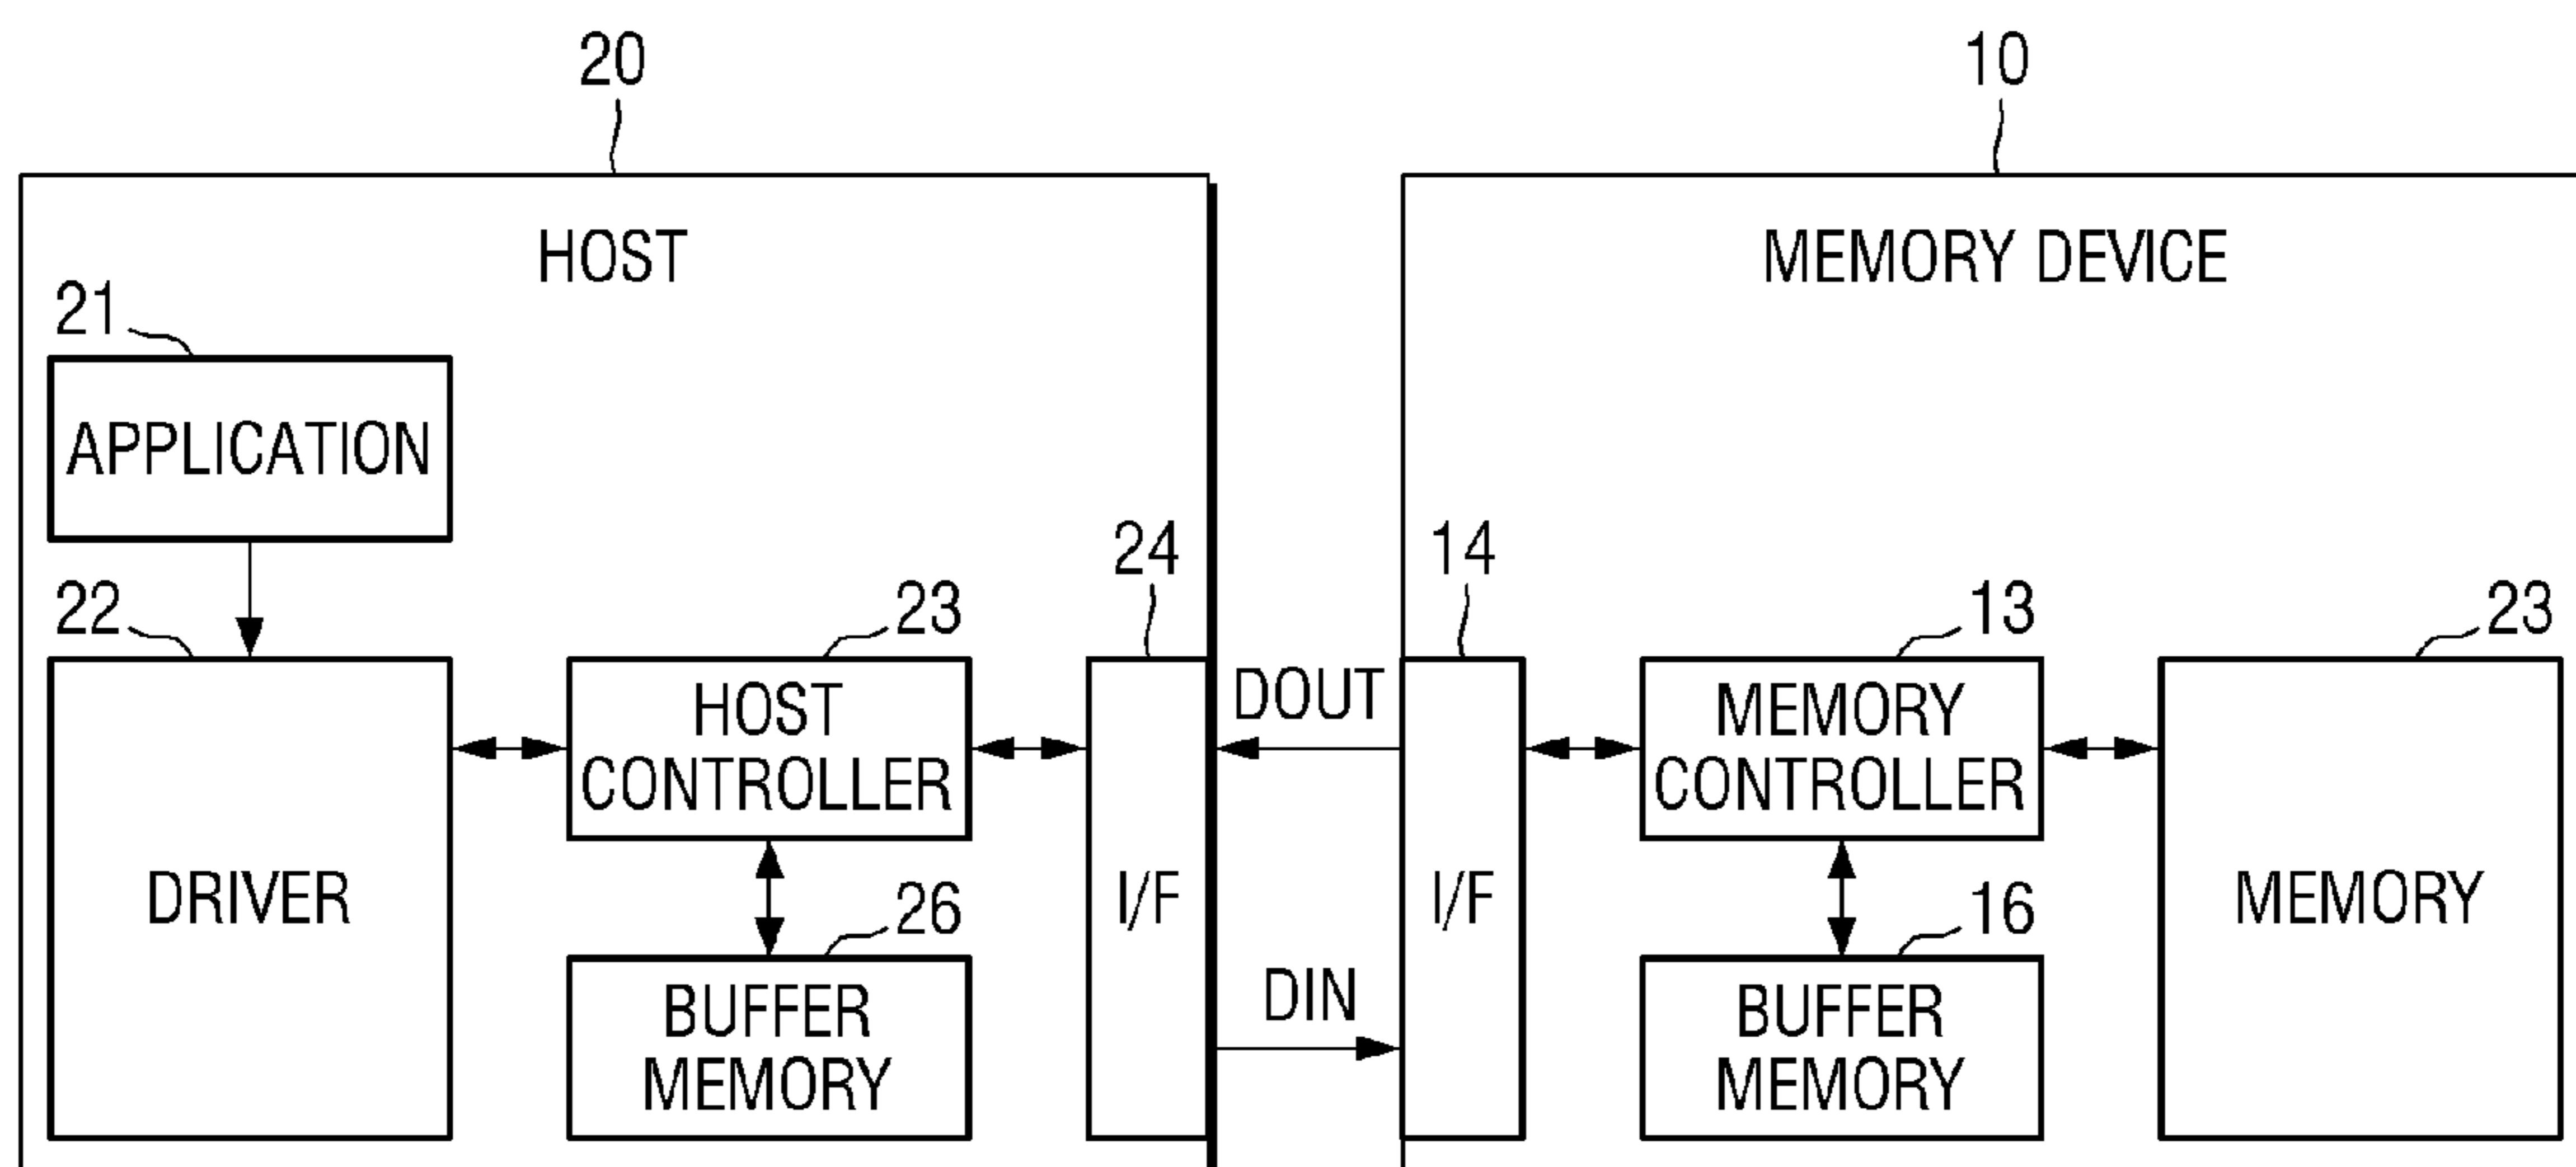 20
10
HOST
MEMORY DEVICE
21
APPLICATION
24
14
22
23
13
23
DRIVER
HOST
CONTROLLER
I/F
DOUT
I/F
MEMORY
CONTROLLER
MEMORY
26
16
BUFFER
MEMORY
DIN
BUFFER
MEMORY